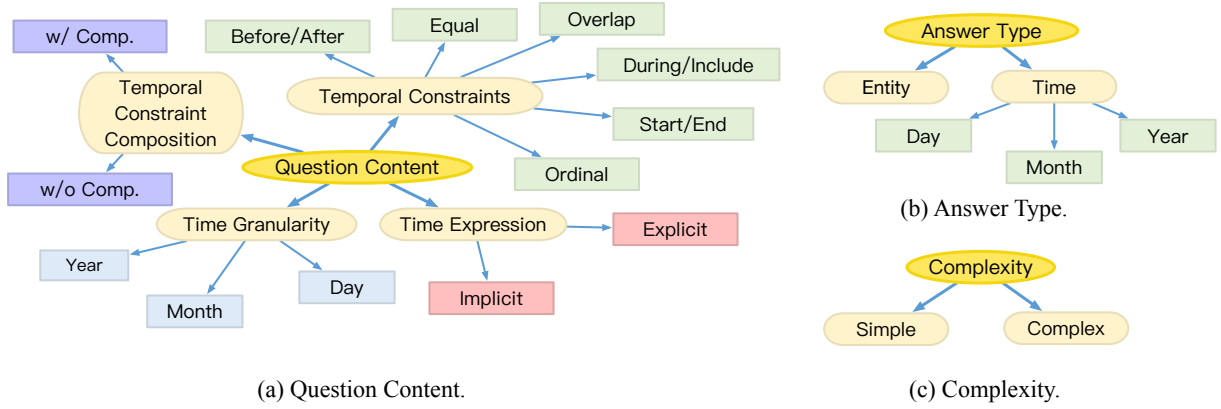 w/ Comp.
Temporal
Constraint
Composition
w/o Comp.
Before/After
Equal
Overlap
During/Include
Start/End
Ordinal
Temporal Constraints
Question Content
Time Granularity
Year
Month
Day
Time Expression
Explicit
Implicit
(a) Question Content.
Answer Type
Entity
Time
Day
Month
Year
(b) Answer Type.
Complexity
Simple
Complex
(c) Complexity.